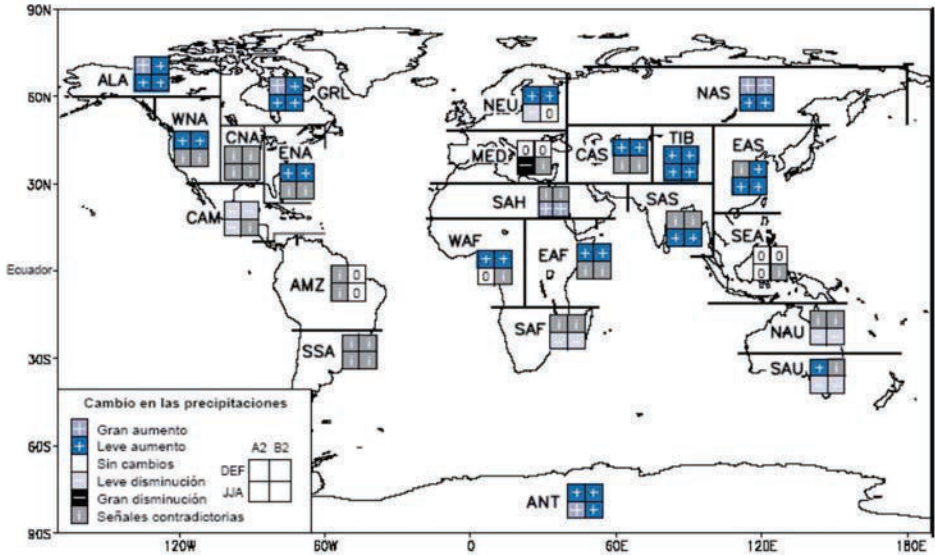 90N
ALA
GRL
NAS
60N
NEU
WNA
CNA
ENA
MED
CAS
TIB
EAS
30N
CAM
SAH
SAS
WAF
EAF
SEA
Ecuador
AMZ
SSA
SAF
NAU
30S
SAU
Cambio en las precipitaciones
+ Gran aumento
+ Leve aumento
Sin cambios
− Leve disminución
− Gran disminución
i Señales contradictorias
A2 B2
DEF
JJA
60S
ANT
90S
120W 60W 0 60E 120E 180E